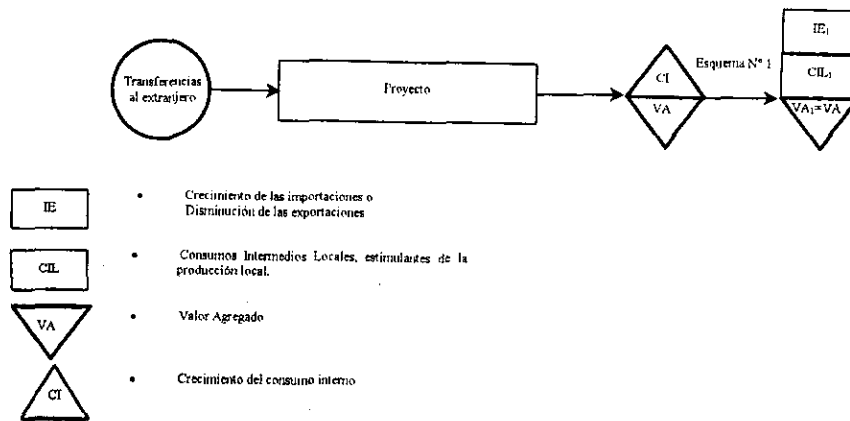 Transferencias
al extranjero
Proyecto
CI
VA
Esquema N° 1
IE₁
CIL₁
VA₁=VA
IE
• Crecimiento de las importaciones o
Disminución de las exportaciones
CIL
• Consumos Intermedios Locales, estimulantes de la
producción local.
VA
• Valor Agregado
CI
• Crecimiento del consumo interno